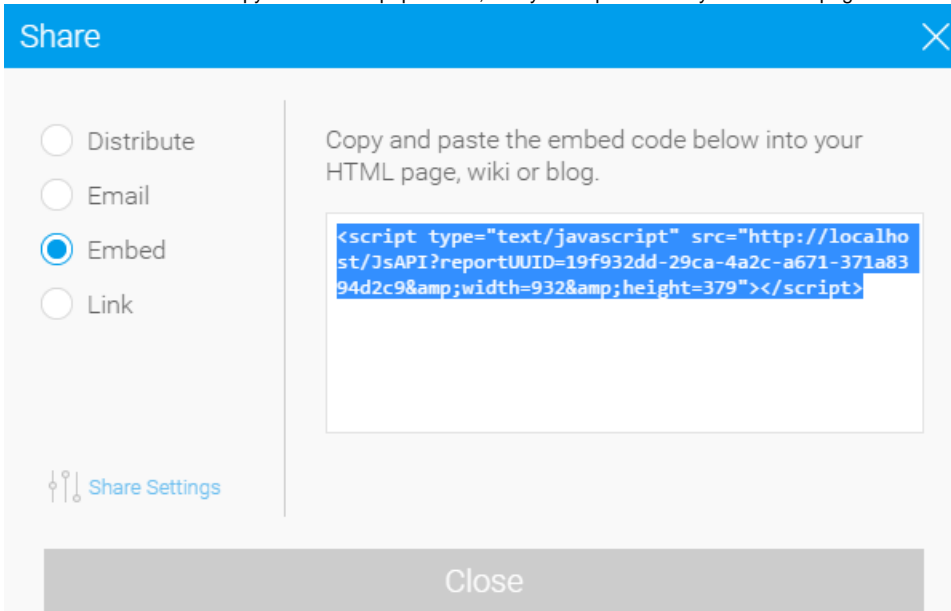 Share
Distribute
Email
Embed
Link
Share Settings
Copy and paste the embed code below into your
HTML page, wiki or blog.
<script type="text/javascript" src="http://localho
st/JsAPI?reportUUID=19f932dd-29ca-4a2c-a671-371a83
94d2c9&amp;width=932&amp;height=379"></script>
Close